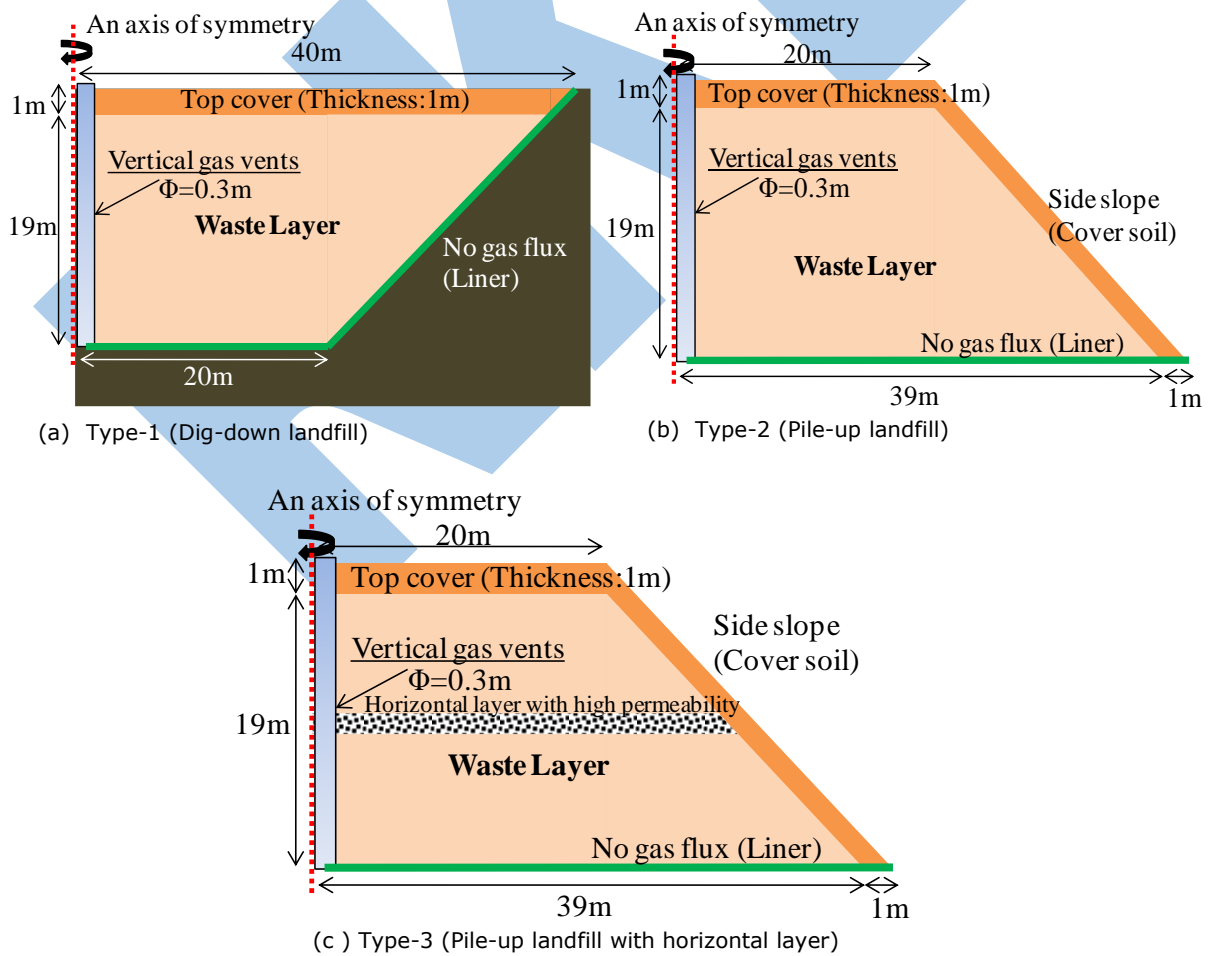 An axis of symmetry
40m
1m
Top cover (Thickness:1m)
Vertical gas vents
Φ=0.3m
19m
Waste Layer
No gas flux
(Liner)
20m
(a) Type-1 (Dig-down landfill)
An axis of symmetry
20m
1m
Top cover (Thickness:1m)
Vertical gas vents
Φ=0.3m
Side slope
(Cover soil)
19m
Waste Layer
No gas flux (Liner)
39m
1m
(b) Type-2 (Pile-up landfill)
An axis of symmetry
20m
1m
Top cover (Thickness:1m)
Side slope
(Cover soil)
Vertical gas vents
Φ=0.3m
Horizontal layer with high permeability
19m
Waste Layer
No gas flux (Liner)
39m
1m
(c ) Type-3 (Pile-up landfill with horizontal layer)